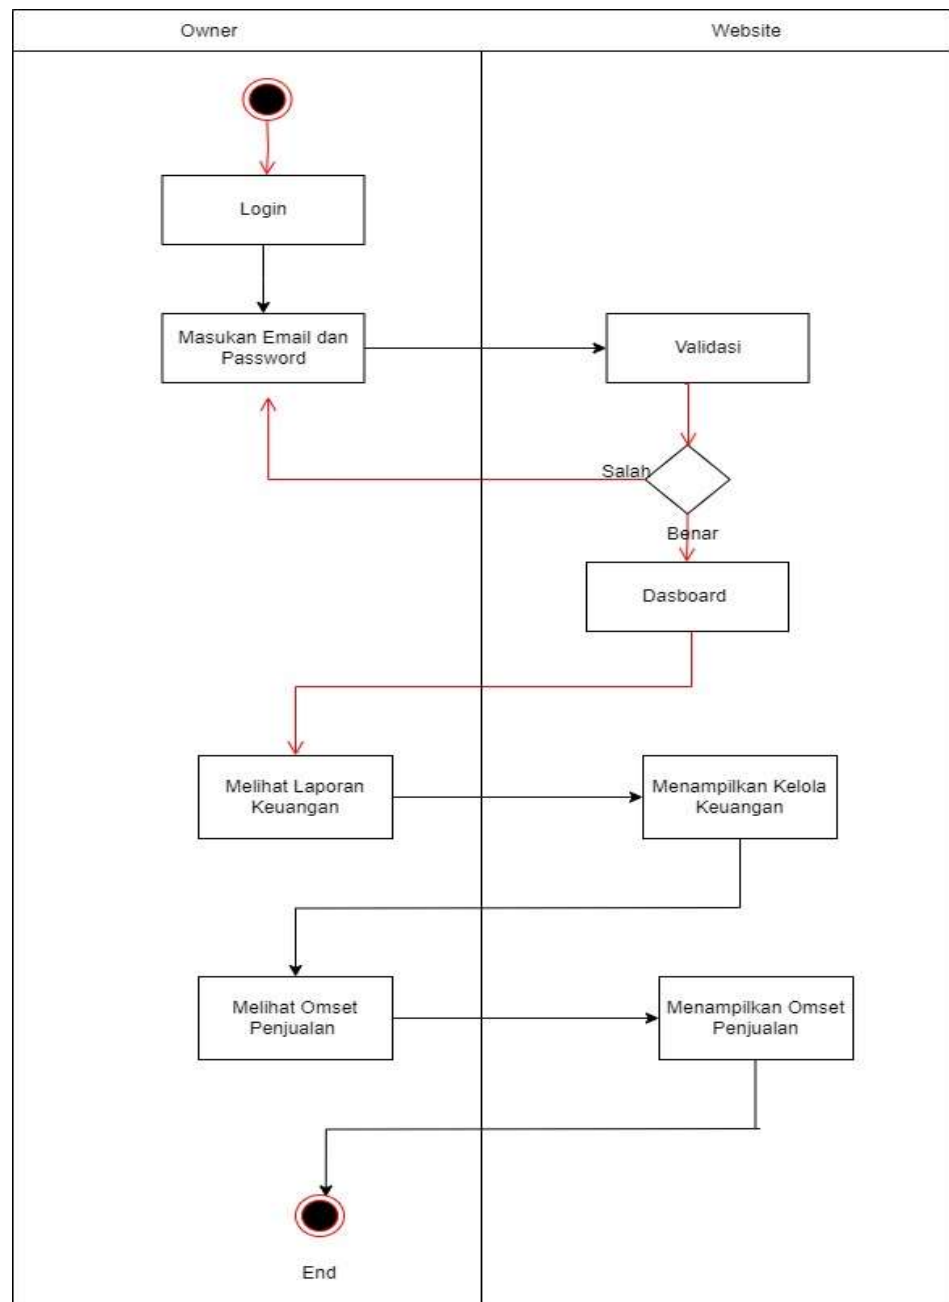 Owner
Website
Login
Masukan Email dan
Password
Validasi
Salah
Benar
Dasboard
Melihat Laporan
Keuangan
Menampilkan Kelola
Keuangan
Melihat Omset
Penjualan
Menampilkan Omset
Penjualan
End